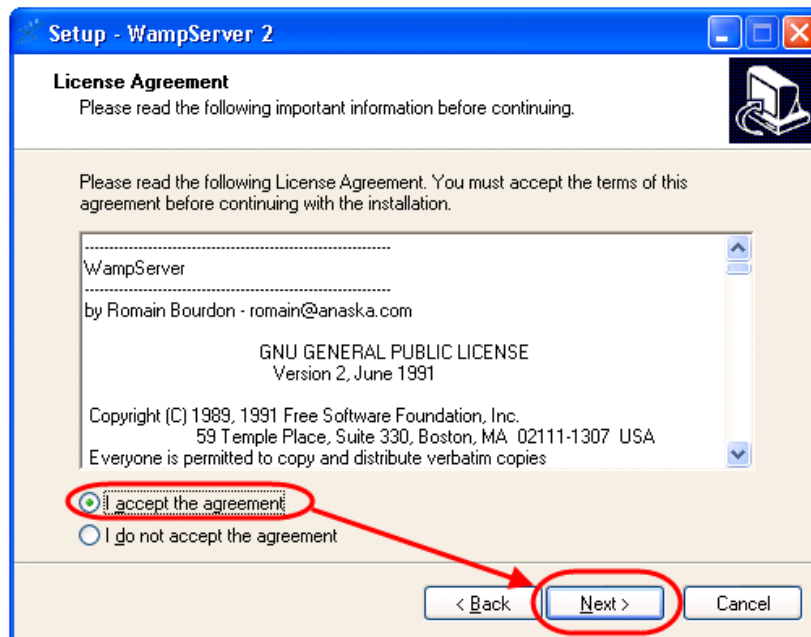 Setup - WampServer 2
License Agreement
Please read the following important information before continuing.
Please read the following License Agreement. You must accept the terms of this
agreement before continuing with the installation.
------------------------------------------------------------
WampServer
------------------------------------------------------------
by Romain Bourdon - romain@anaska.com
GNU GENERAL PUBLIC LICENSE
Version 2, June 1991
Copyright (C) 1989, 1991 Free Software Foundation, Inc.
59 Temple Place, Suite 330, Boston, MA  02111-1307  USA
Everyone is permitted to copy and distribute verbatim copies
I accept the agreement
I do not accept the agreement
< Back Next > Cancel